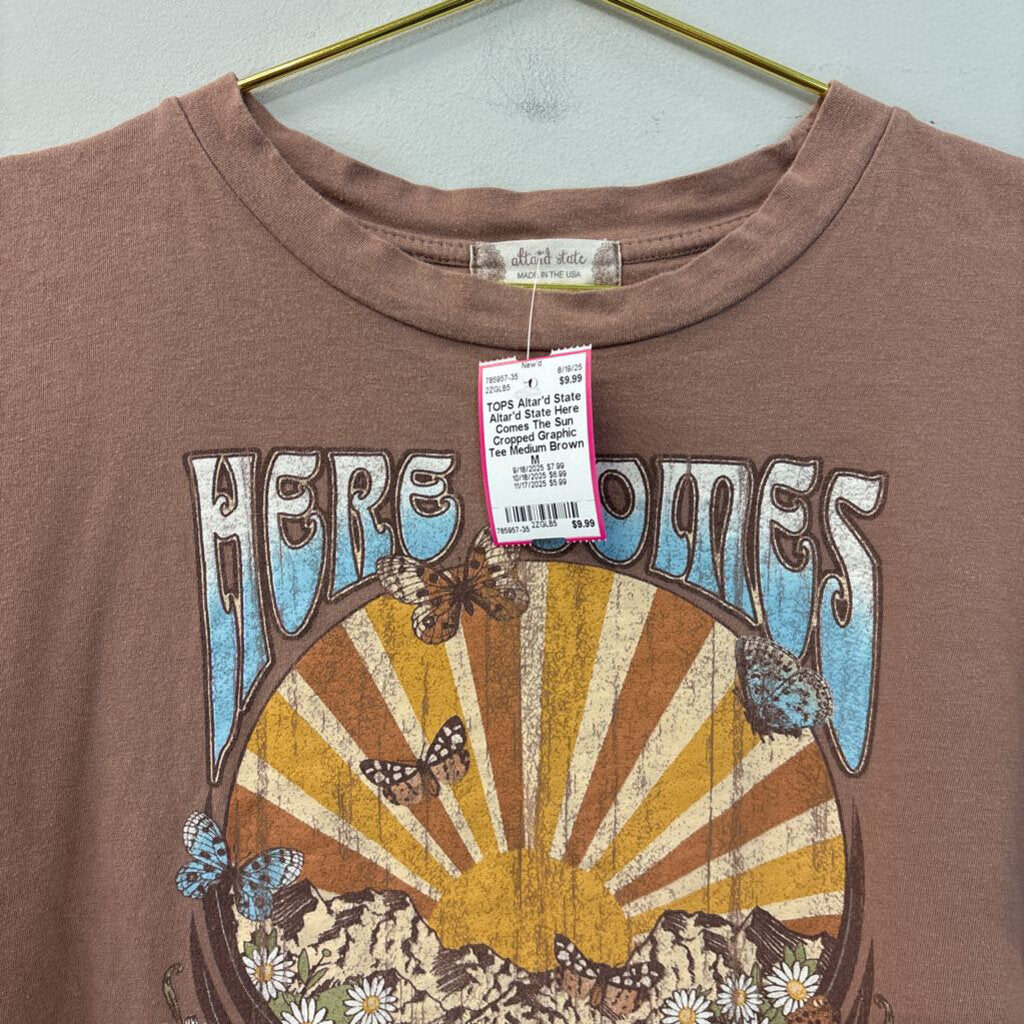 altar'd state
MADE IN THE USA
New'd
785957-35 8/19/25
2ZGLB5 $9.99
TOPS Altar'd State
Altar'd State Here
Comes The Sun
Cropped Graphic
Tee Medium Brown
M
9/18/2025 $7.99
10/18/2025 $6.99
11/17/2025 $5.99
785957-35 2ZGLB5 $9.99
HERE COMES